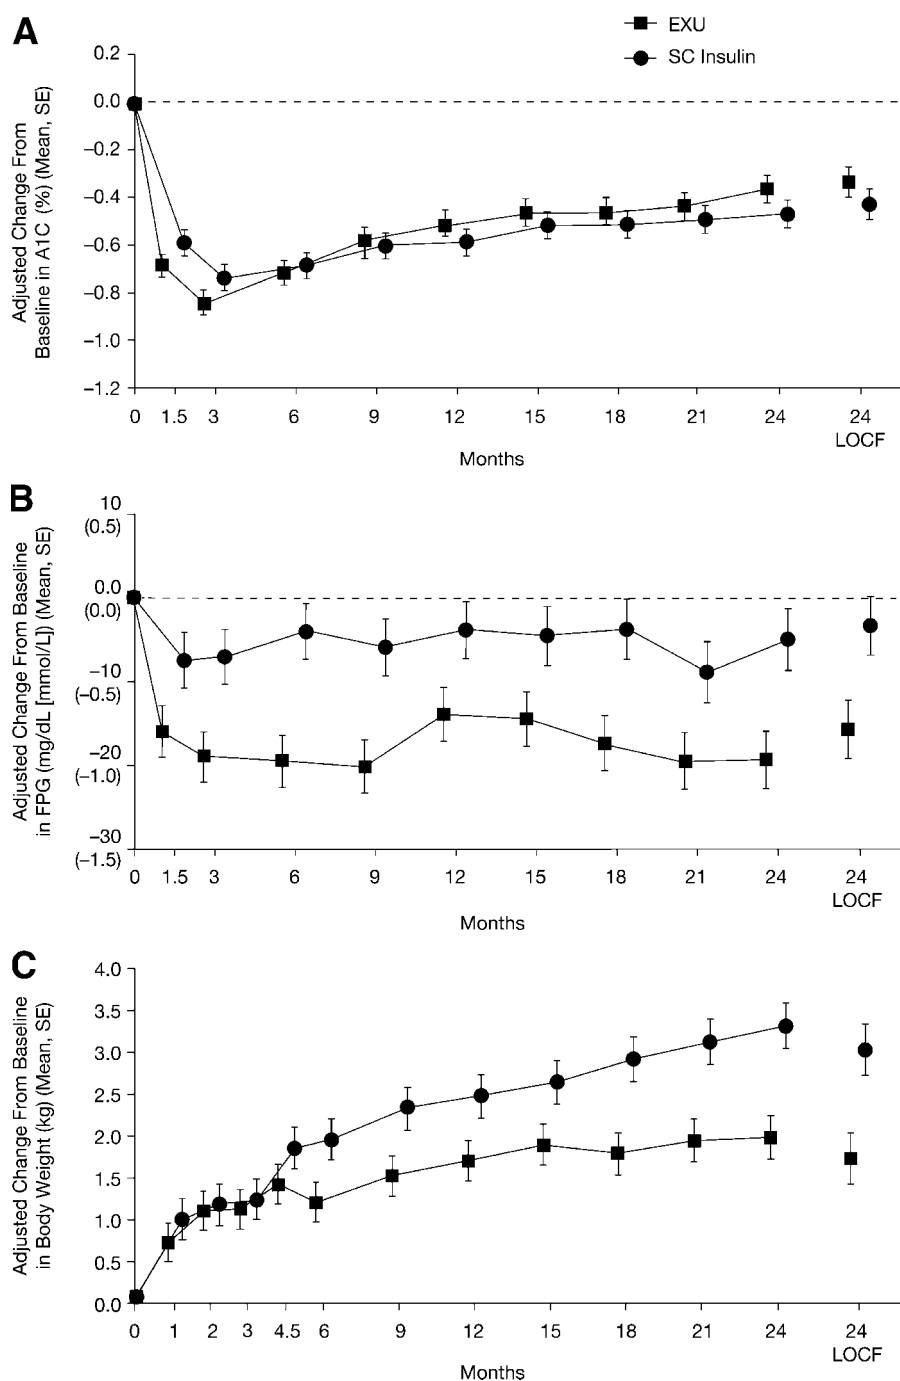 A
EXU
SC Insulin
Adjusted Change From
Baseline in A1C (%) (Mean, SE)
0.2
0.0
−0.2
−0.4
−0.6
−0.8
−1.0
−1.2
0 1.5 3 6 9 12 15 18 21 24 24
LOCF
Months
B
Adjusted Change From Baseline
in FPG (mg/dL [mmol/L]) (Mean, SE)
10
(0.5)
0.0
(0.0)
−10
(−0.5)
−20
(−1.0)
−30
(−1.5)
0 1.5 3 6 9 12 15 18 21 24 24
LOCF
Months
C
Adjusted Change From Baseline
in Body Weight (kg) (Mean, SE)
4.0
3.5
3.0
2.5
2.0
1.5
1.0
0.5
0.0
0 1 2 3 4.5 6 9 12 15 18 21 24 24
LOCF
Months